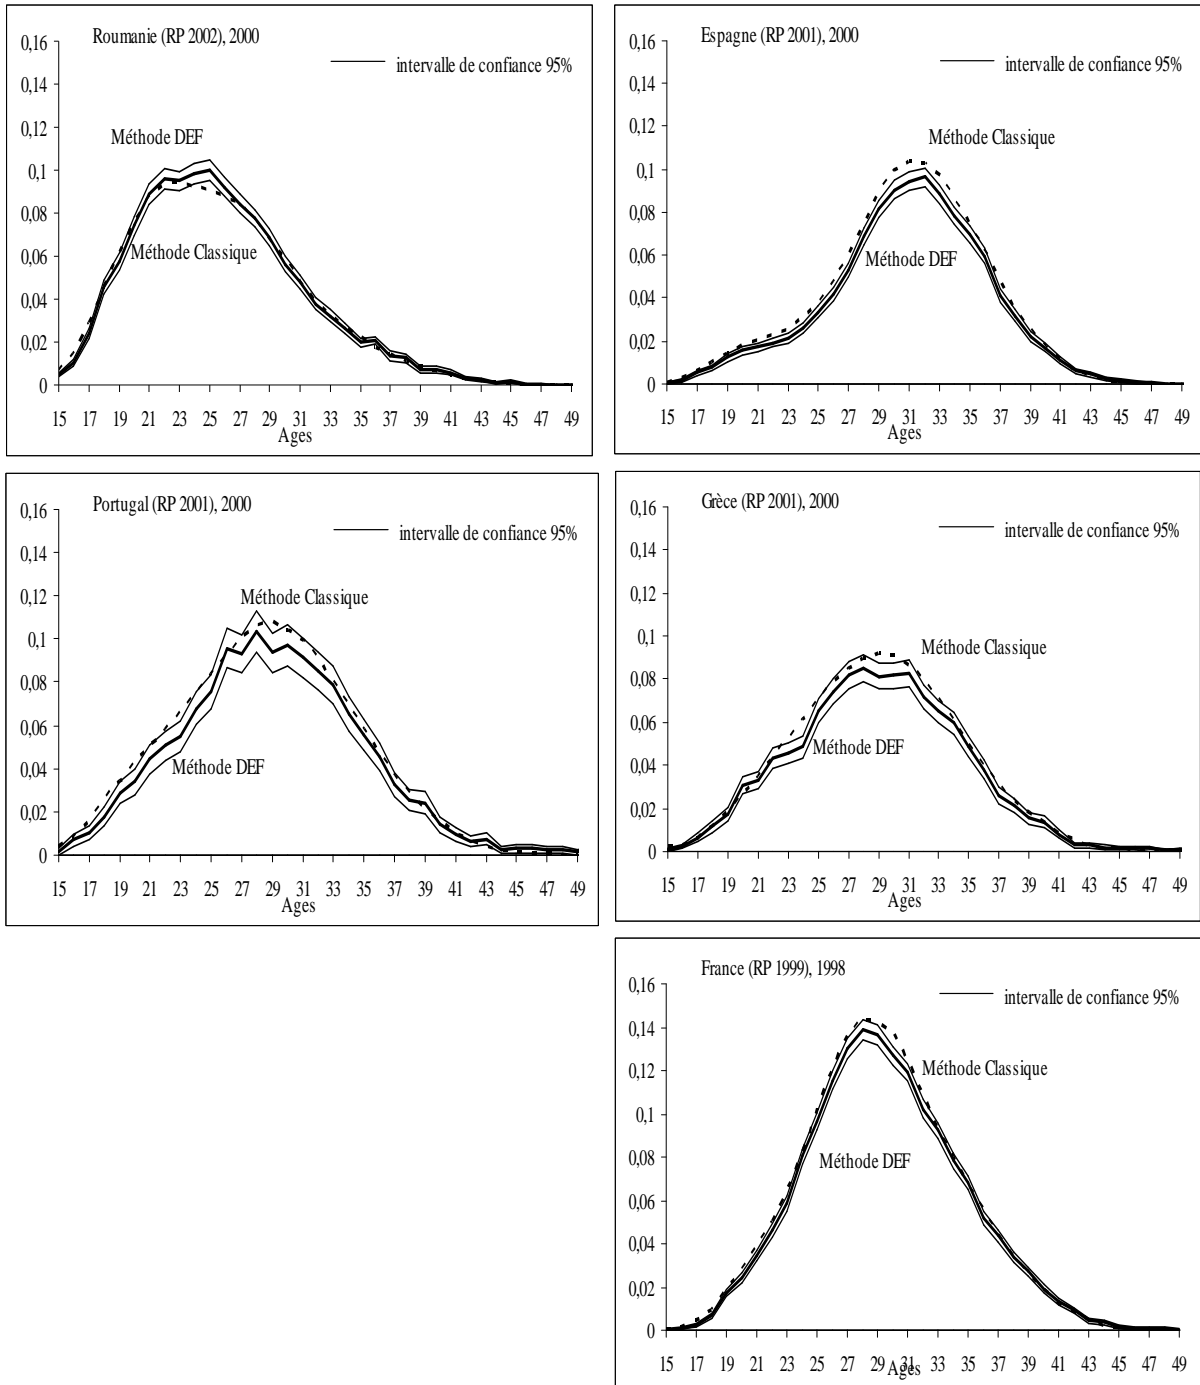 Roumanie (RP 2002), 2000
intervalle de confiance 95%
0,16
0,14
0,12
0,1
0,08
0,06
0,04
0,02
0
Méthode DEF
Méthode Classique
15 17 19 21 23 25 27 29 31 33 35 37 39 41 43 45 47 49
Ages
Espagne (RP 2001), 2000
intervalle de confiance 95%
0,16
0,14
0,12
0,1
0,08
0,06
0,04
0,02
0
Méthode Classique
Méthode DEF
15 17 19 21 23 25 27 29 31 33 35 37 39 41 43 45 47 49
Ages
Portugal (RP 2001), 2000
intervalle de confiance 95%
0,16
0,14
0,12
0,1
0,08
0,06
0,04
0,02
0
Méthode Classique
Méthode DEF
15 17 19 21 23 25 27 29 31 33 35 37 39 41 43 45 47 49
Ages
Grèce (RP 2001), 2000
intervalle de confiance 95%
0,16
0,14
0,12
0,1
0,08
0,06
0,04
0,02
0
Méthode Classique
Méthode DEF
15 17 19 21 23 25 27 29 31 33 35 37 39 41 43 45 47 49
Ages
France (RP 1999), 1998
intervalle de confiance 95%
0,16
0,14
0,12
0,1
0,08
0,06
0,04
0,02
0
Méthode Classique
Méthode DEF
15 17 19 21 23 25 27 29 31 33 35 37 39 41 43 45 47 49
Ages